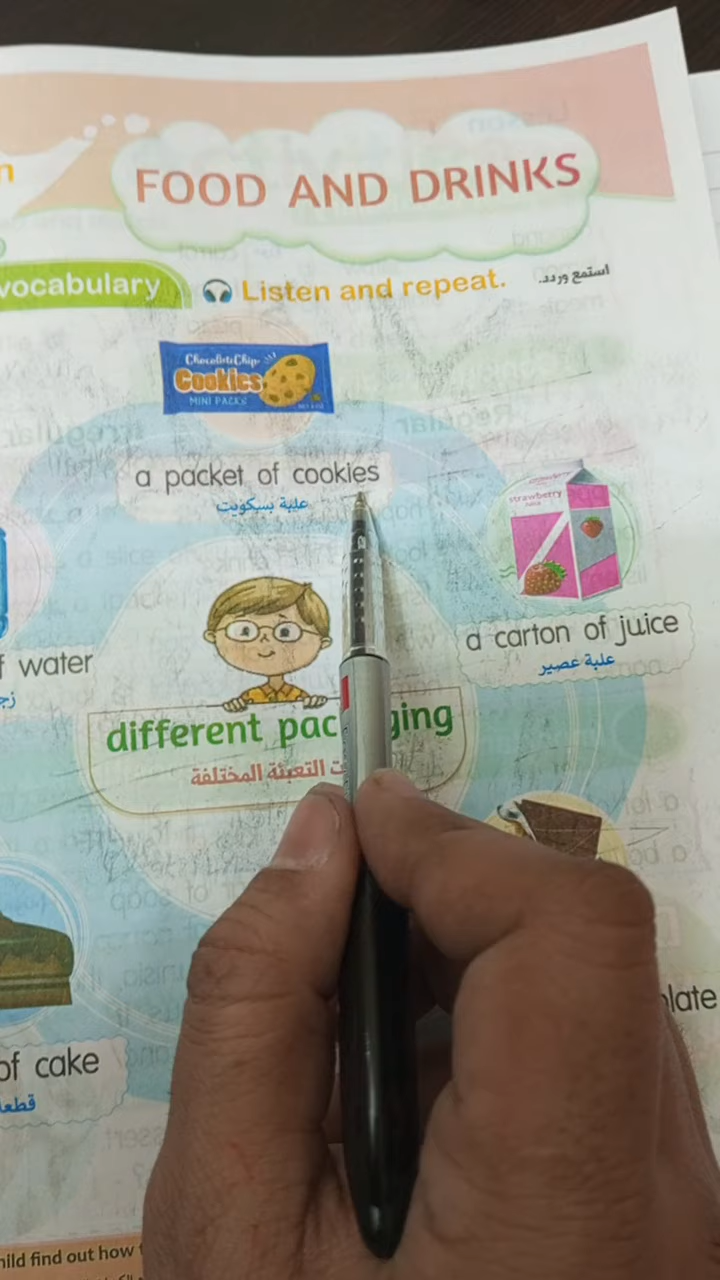 FOOD AND DRINKS
vocabulary
Listen and repeat.
استمع وردد.
Chocolate Chip
Cookies
MINI PACKS
a packet of cookies
علبة بسكويت
strawberry
a carton of juice
علبة عصير
water
different pac ging
التعبئة المختلفة
of cake
late
hild find out how